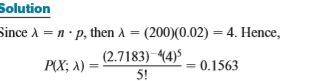 Solution
Since λ = n · p, then λ = (200)(0.02) = 4. Hence,
P(X; λ) = (2.7183)⁻⁴(4)⁵ / 5! = 0.1563